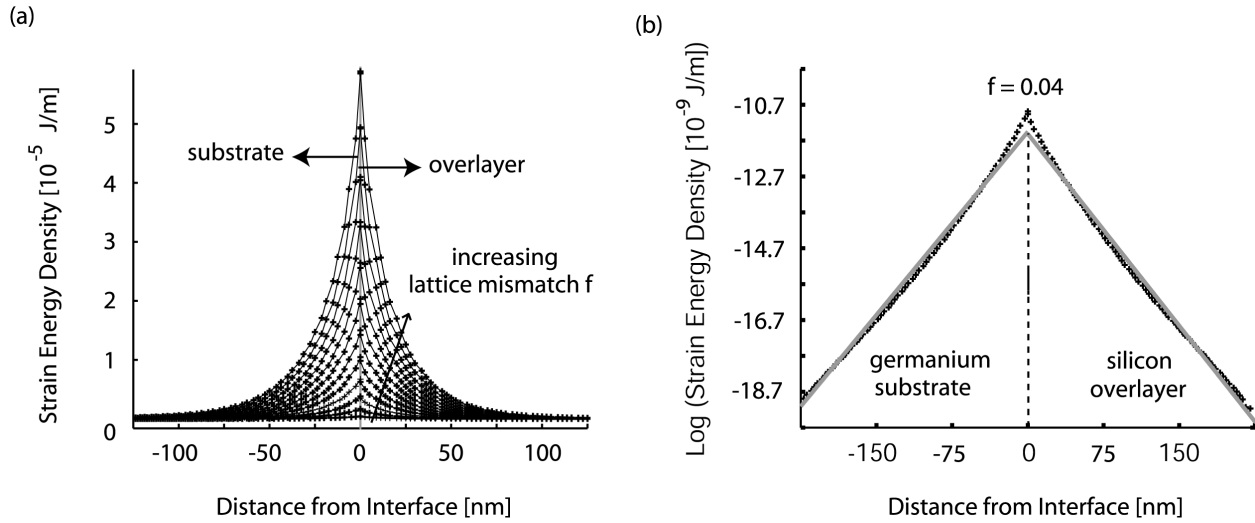 (a)
Strain Energy Density [10⁻⁵ J/m]
5
4
3
2
1
0
substrate
overlayer
increasing
lattice mismatch f
-100
-50
0
50
100
Distance from Interface [nm]
(b)
Log (Strain Energy Density [10⁻⁹ J/m])
-10.7
-12.7
-14.7
-16.7
-18.7
f = 0.04
germanium
substrate
silicon
overlayer
-150
-75
0
75
150
Distance from Interface [nm]